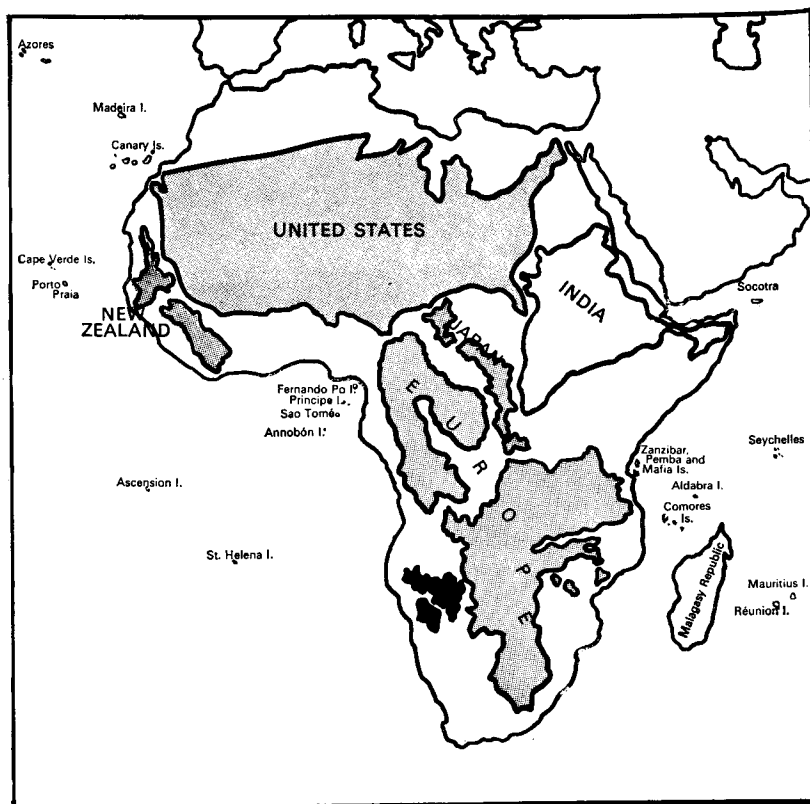 Azores
Madeira I.
Canary Is.
UNITED STATES
Cape Verde Is.
Porto
Praia
NEW
ZEALAND
INDIA
Socotra
JAPAN
EUROPE
Fernando Po I.
Principe I.
Sao Tomé
Annobón I.
Ascension I.
St. Helena I.
Zanzibar,
Pemba and
Mafia Is.
Seychelles
Aldabra I.
Comores
Is.
Malagasy Republic
Mauritius I.
Réunion I.